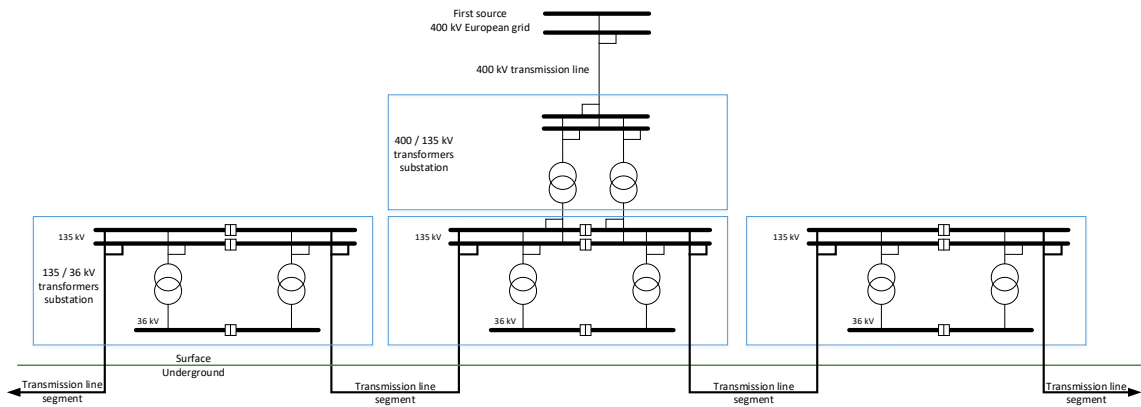 First source
400 kV European grid
400 kV transmission line
400 / 135 kV
transformers
substation
135 kV
135 kV
135 kV
135 / 36 kV
transformers
substation
36 kV
36 kV
36 kV
Surface
Underground
Transmission line
segment
Transmission line
segment
Transmission line
segment
Transmission line
segment